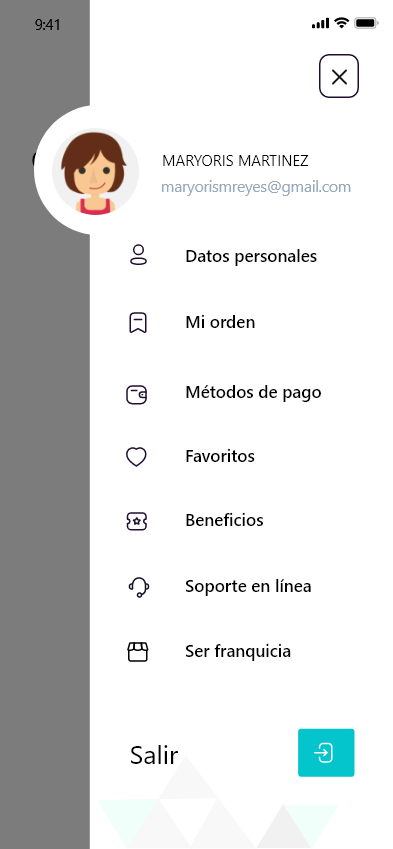 9:41
MARYORIS MARTINEZ
maryorismreyes@gmail.com
Datos personales
Mi orden
Métodos de pago
Favoritos
Beneficios
Soporte en línea
Ser franquicia
Salir